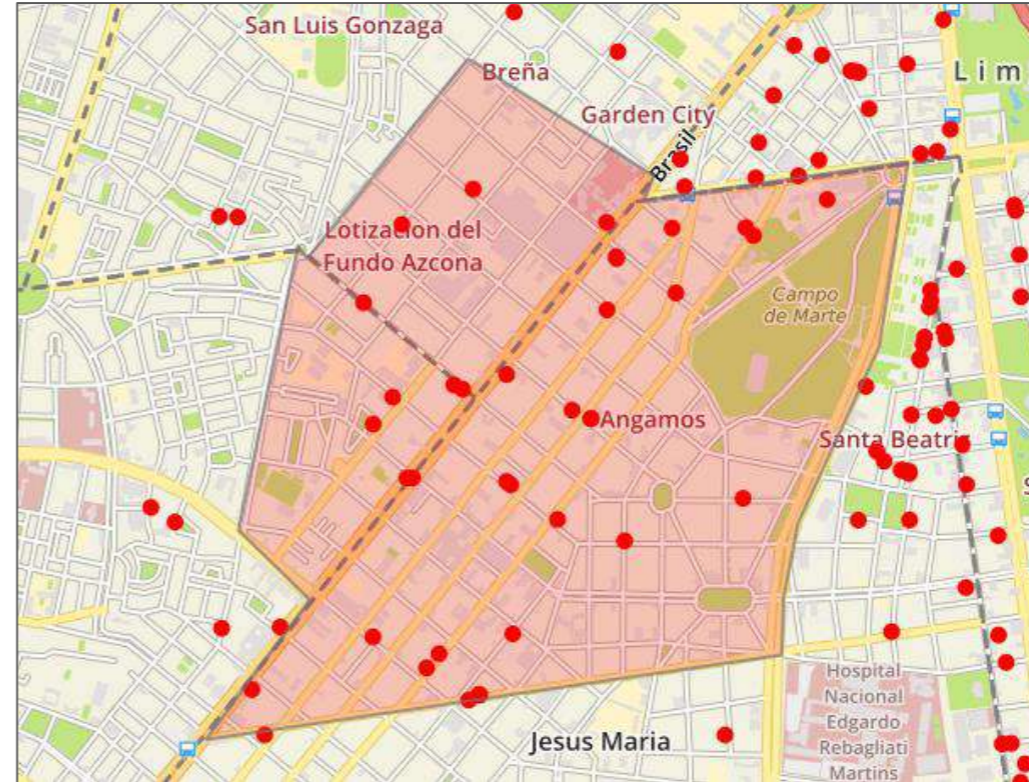 San Luis Gonzaga
Breña
Lim
Garden City
Brasil
Lotización del
Fundo Azcona
Campo
de Marte
Angamos
Santa Beatriz
Hospital
Nacional
Edgardo
Rebagliati
Martins
Jesus Maria